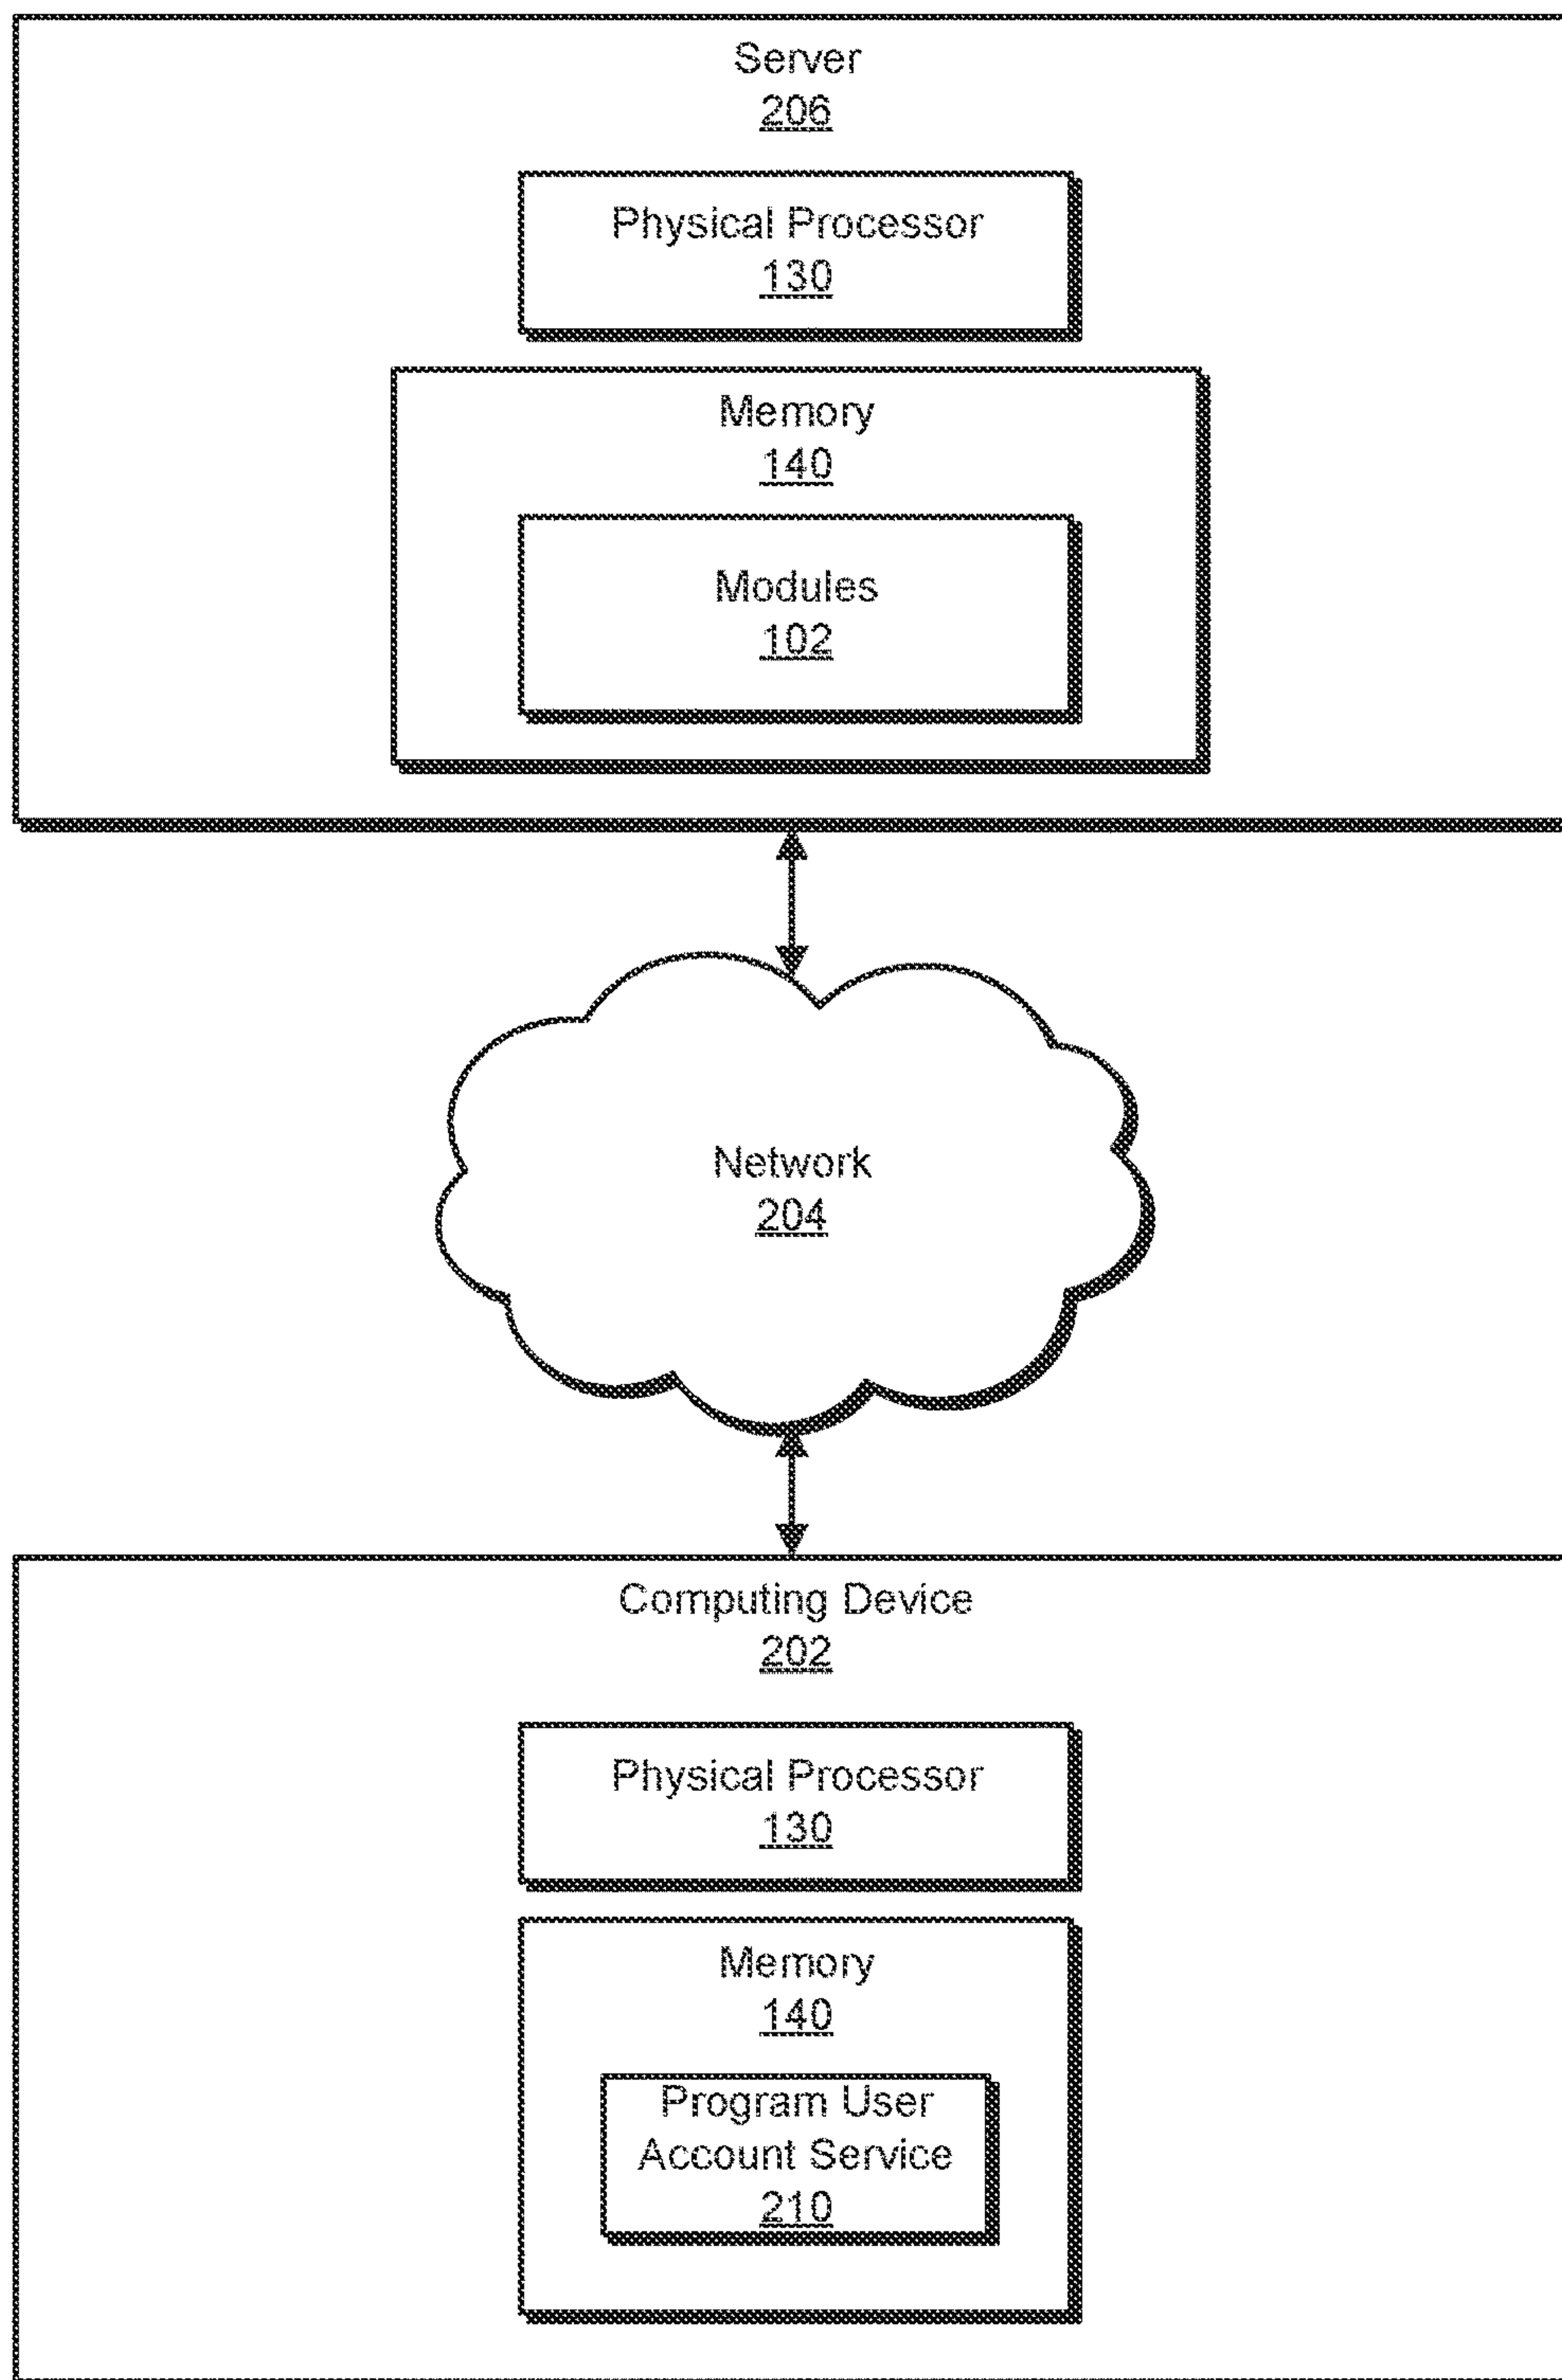 Server
206
Physical Processor
130
Memory
140
Modules
102
Network
204
Computing Device
202
Physical Processor
130
Memory
140
Program User
Account Service
210